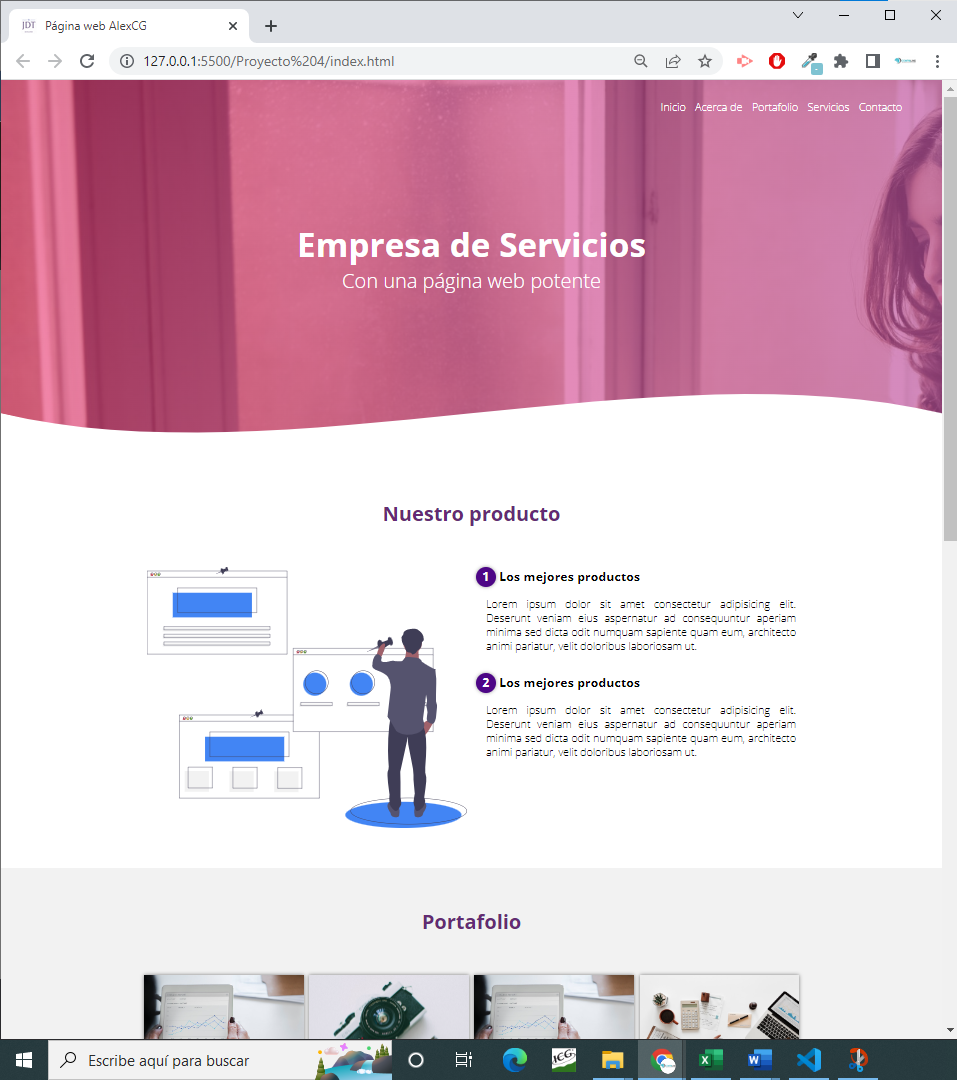 JDT
Página web AlexCG
127.0.0.1:5500/Proyecto%204/index.html
Inicio Acerca de Portafolio Servicios Contacto
Empresa de Servicios
Con una página web potente
Nuestro producto
1 Los mejores productos
Lorem ipsum dolor sit amet consectetur adipisicing elit.
Deserunt veniam eius aspernatur ad consequuntur aperiam
minima sed dicta odit numquam sapiente quam eum, architecto
animi pariatur, velit doloribus laboriosam ut.
2 Los mejores productos
Lorem ipsum dolor sit amet consectetur adipisicing elit.
Deserunt veniam eius aspernatur ad consequuntur aperiam
minima sed dicta odit numquam sapiente quam eum, architecto
animi pariatur, velit doloribus laboriosam ut.
Portafolio
Escribe aquí para buscar